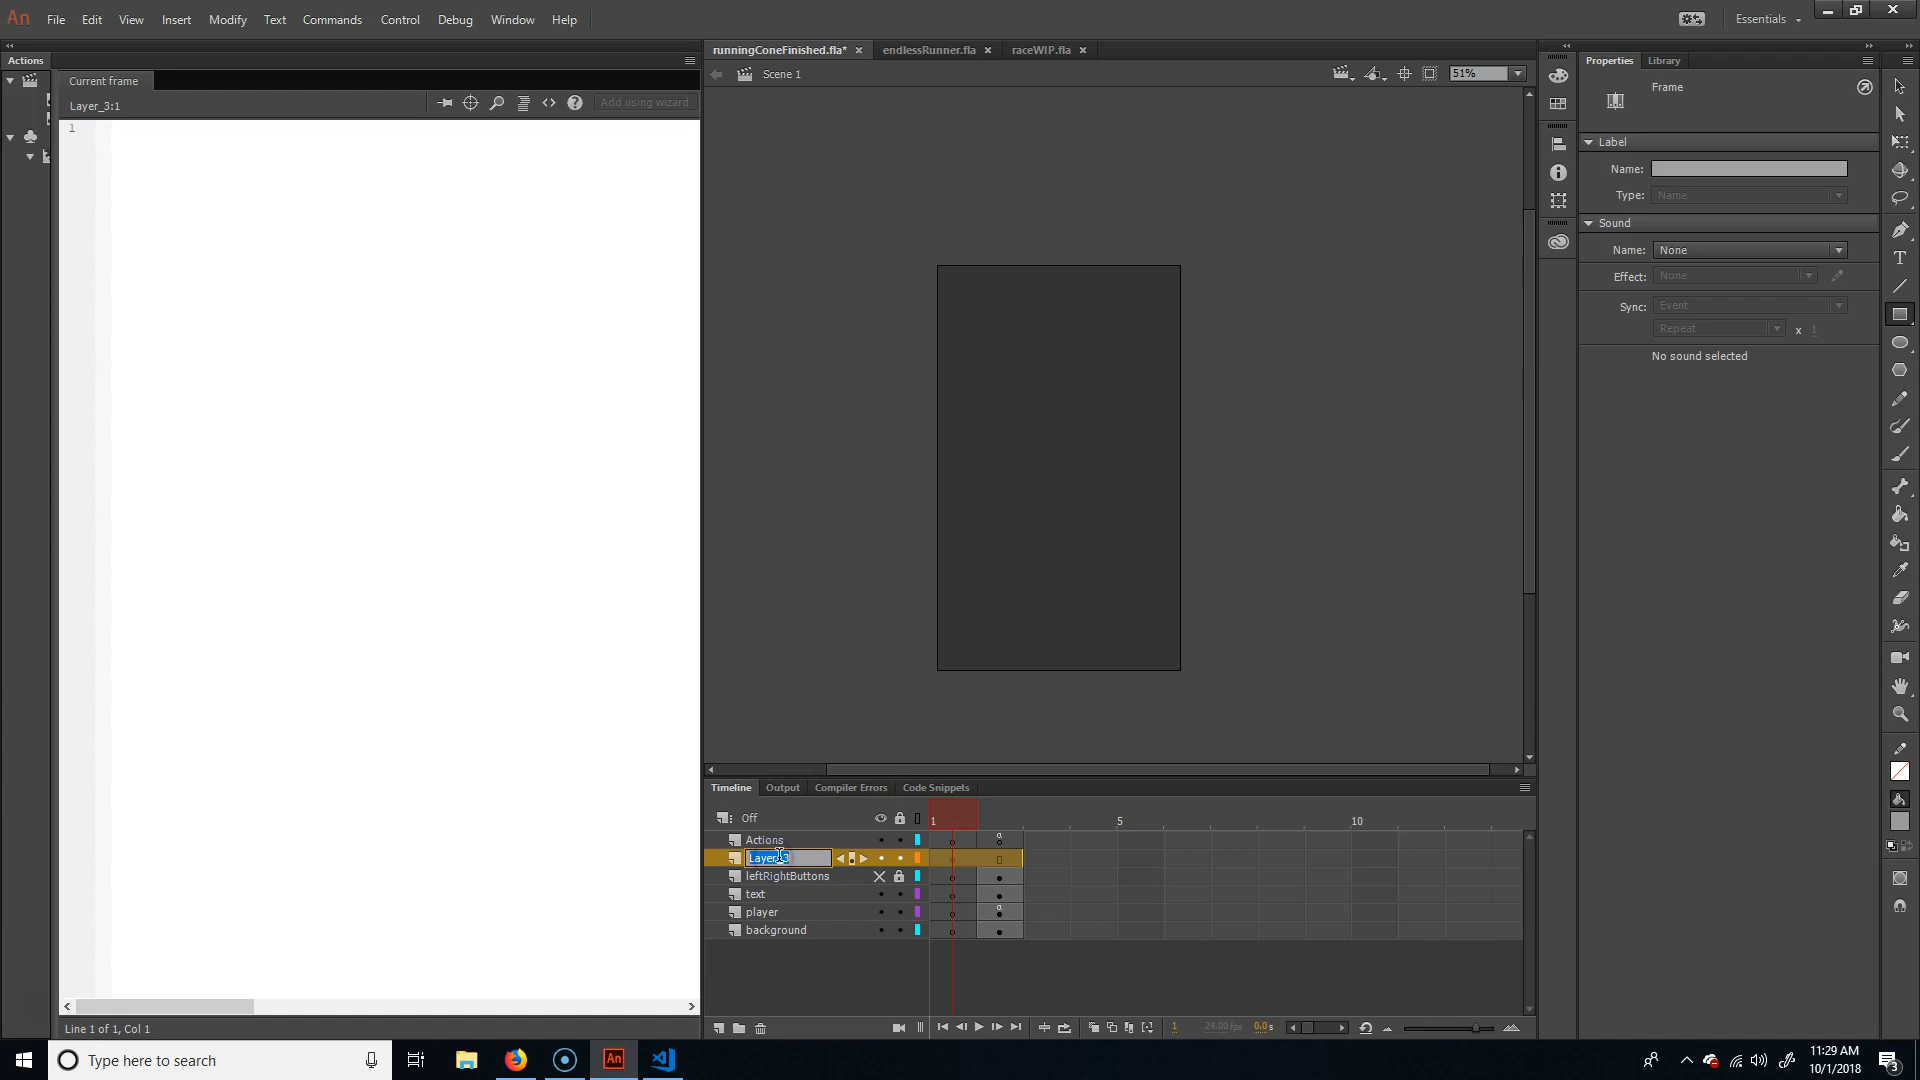 An File Edit View Insert Modify Text Commands Control Debug Window Help Essentials
Actions
Current frame
Layer_3:1
Add using wizard
1
Line 1 of 1, Col 1
runningConeFinished.fla* endlessRunner.fla raceWIP.fla
Scene 1
51%
Properties Library
Frame
Label
Name:
Type: Name
Sound
Name: None
Effect: None
Sync: Event
Repeat x 1
No sound selected
Timeline Output Compiler Errors Code Snippets
Off 1 5 10
Actions
Layer_3
leftRightButtons
text
player
background
1 24.00 fps 0.0 s
Type here to search
An
11:29 AM
10/1/2018
3